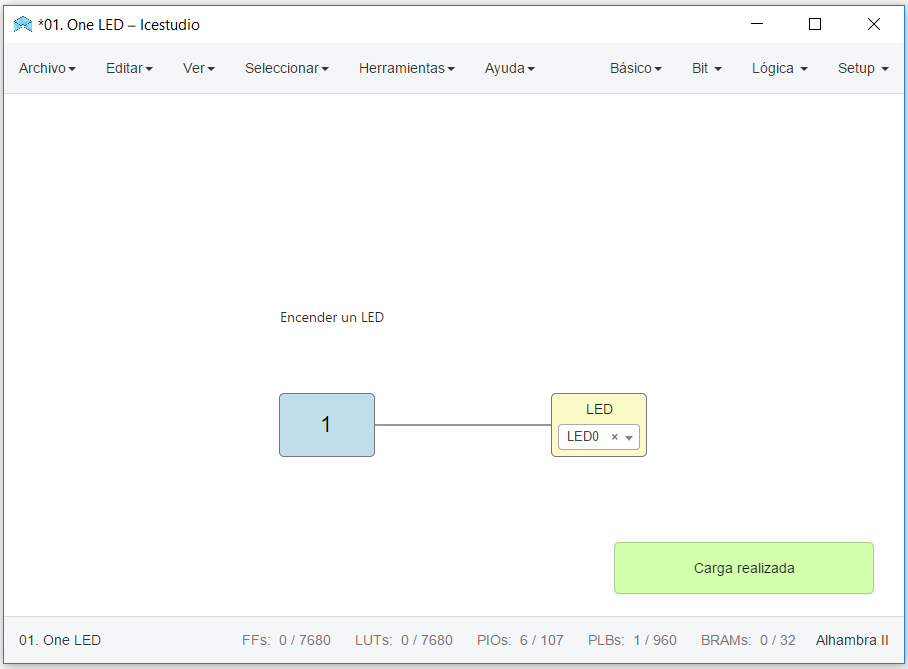 *01. One LED – Icestudio
Archivo Editar Ver Seleccionar Herramientas Ayuda Básico Bit Lógica Setup
Encender un LED
1
LED
LED0 ×
Carga realizada
01. One LED FFs: 0 / 7680 LUTs: 0 / 7680 PIOs: 6 / 107 PLBs: 1 / 960 BRAMs: 0 / 32 Alhambra II